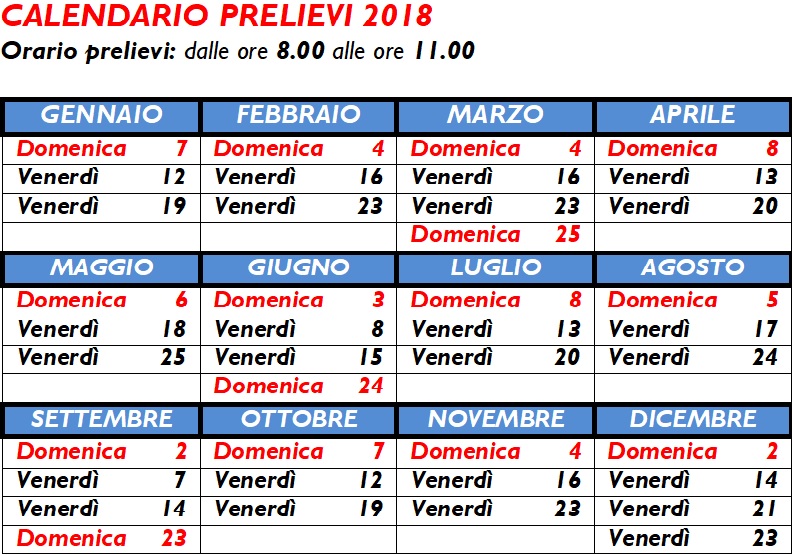 CALENDARIO PRELIEVI 2018
Orario prelievi: dalle ore 8.00 alle ore 11.00
GENNAIO FEBBRAIO MARZO APRILE
Domenica 7 Domenica 4 Domenica 4 Domenica 8
Venerdì 12 Venerdì 16 Venerdì 16 Venerdì 13
Venerdì 19 Venerdì 23 Venerdì 23 Venerdì 20
Domenica 25
MAGGIO GIUGNO LUGLIO AGOSTO
Domenica 6 Domenica 3 Domenica 8 Domenica 5
Venerdì 18 Venerdì 8 Venerdì 13 Venerdì 17
Venerdì 25 Venerdì 15 Venerdì 20 Venerdì 24
Domenica 24
SETTEMBRE OTTOBRE NOVEMBRE DICEMBRE
Domenica 2 Domenica 7 Domenica 4 Domenica 2
Venerdì 7 Venerdì 12 Venerdì 16 Venerdì 14
Venerdì 14 Venerdì 19 Venerdì 23 Venerdì 21
Domenica 23 Venerdì 23